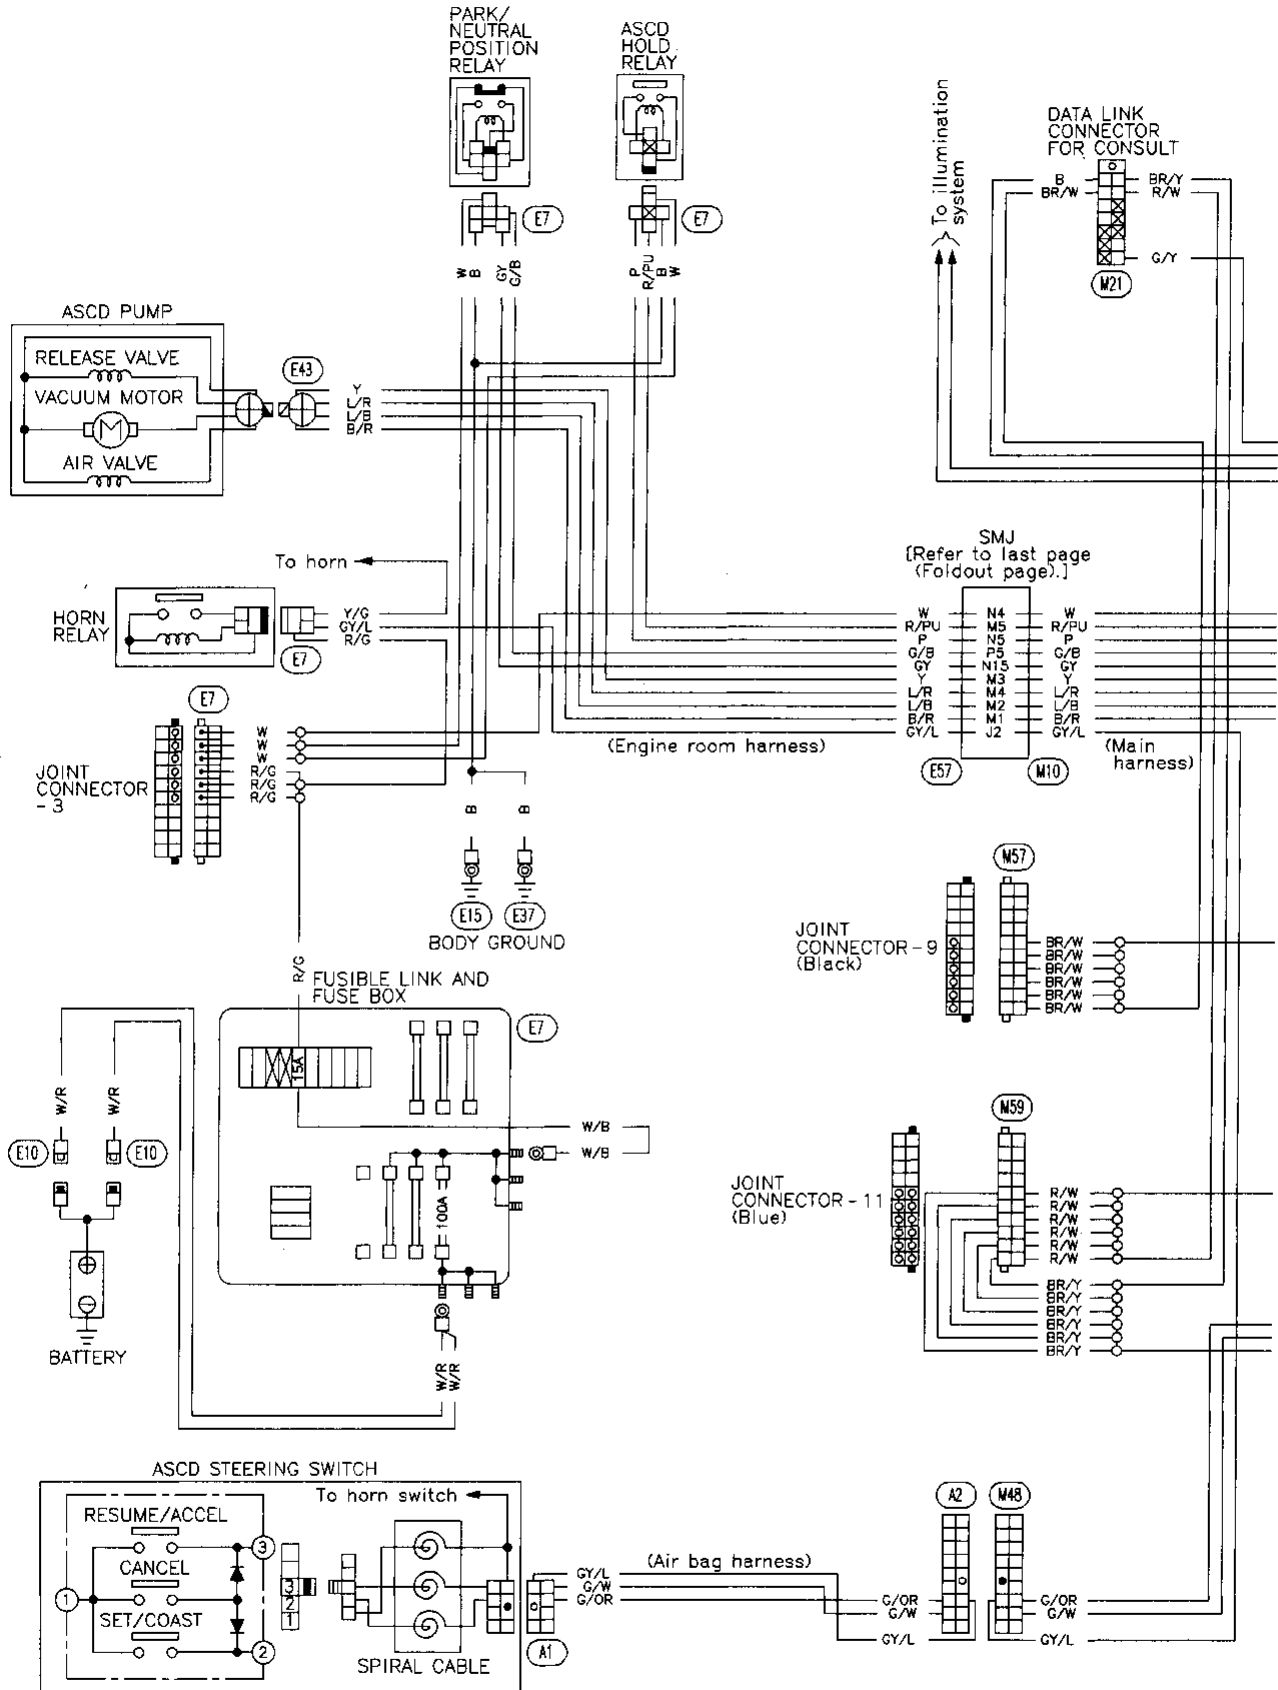 PARK/
NEUTRAL
POSITION
RELAY
ASCD
HOLD
RELAY
To illumination
system
DATA LINK
CONNECTOR
FOR CONSULT
B
BR/W
BR/Y
R/W
G/Y
M21
E7
E7
W
B
GY
G/B
P
R/PU
B
W
ASCD PUMP
RELEASE VALVE
VACUUM MOTOR
M
AIR VALVE
E43
Y
L/R
L/B
B/R
To horn
HORN
RELAY
Y/G
GY/L
R/G
E7
SMJ
[Refer to last page
(Foldout page).]
W N4 W
R/PU M5 R/PU
P N5 P
G/B P5 G/B
GY N15 GY
Y M3 Y
L/R M4 L/R
L/B M2 L/B
B/R M1 B/R
GY/L J2 GY/L
(Engine room harness)
(Main
harness)
E57
M10
E7
JOINT
CONNECTOR
- 3
W
W
W
R/G
R/G
R/G
B
B
E15
E37
BODY GROUND
R/G
M57
JOINT
CONNECTOR - 9
(Black)
BR/W
BR/W
BR/W
BR/W
BR/W
BR/W
FUSIBLE LINK AND
FUSE BOX
E7
15A
W/B
W/B
100A
W/R
W/R
E10
E10
BATTERY
W/R
W/R
M59
JOINT
CONNECTOR - 11
(Blue)
R/W
R/W
R/W
R/W
R/W
R/W
BR/Y
BR/Y
BR/Y
BR/Y
BR/Y
BR/Y
ASCD STEERING SWITCH
To horn switch
RESUME/ACCEL
3
CANCEL
1
SET/COAST
2
3
2
1
SPIRAL CABLE
A1
GY/L
G/W
G/OR
(Air bag harness)
A2
M48
G/OR
G/W
GY/L
G/OR
G/W
GY/L